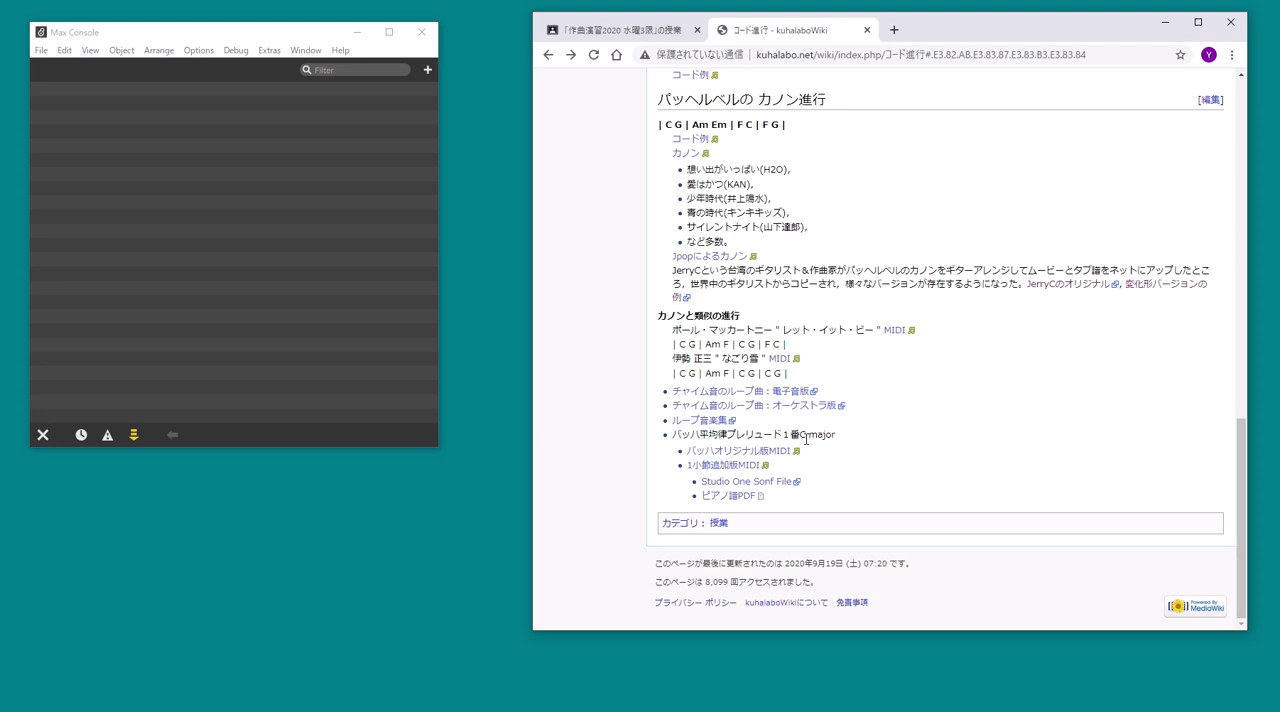 Max Console
File Edit View Object Arrange Options Debug Extras Window Help
Filter
「作曲演習2020 水曜3限」の授業
コード進行 - kuhalaboWiki
保護されていない通信 | kuhalabo.net/wiki/index.php/コード進行#.E3.82.AB.E3.83.87.E3.83.B3.E3.83.84
Y
コード例
パッヘルベルの カノン進行
[編集]
| C G | Am Em | F C | F G |
コード例
カノン
想い出がいっぱい(H2O),
愛はかつ(KAN),
少年時代(井上陽水),
青の時代(キンキキッズ),
サイレントナイト(山下達郎),
など多数。
Jpopによるカノン
JerryCという台湾のギタリスト＆作曲家がパッヘルベルのカノンをギターアレンジしてムービーとタブ譜をネットにアップしたとこ
ろ，世界中のギタリストからコピーされ，様々なバージョンが存在するようになった。JerryCのオリジナル, 変化形バージョンの
例
カノンと類似の進行
ポール・マッカートニー " レット・イット・ビー " MIDI
| C G | Am F | C G | F C |
伊勢 正三 " なごり雪 " MIDI
| C G | Am F | C G | C G |
チャイム音のループ曲：電子音版
チャイム音のループ曲：オーケストラ版
ループ音楽集
バッハ平均律プレリュード１番C major
バッハオリジナル版MIDI
1小節追加版MIDI
Studio One Sonf File
ピアノ譜PDF
カテゴリ： 授業
このページが最後に更新されたのは 2020年9月19日 (土) 07:20 です。
このページは 8,099 回アクセスされました。
プライバシー ポリシー kuhalaboWikiについて 免責事項
Powered By
MediaWiki